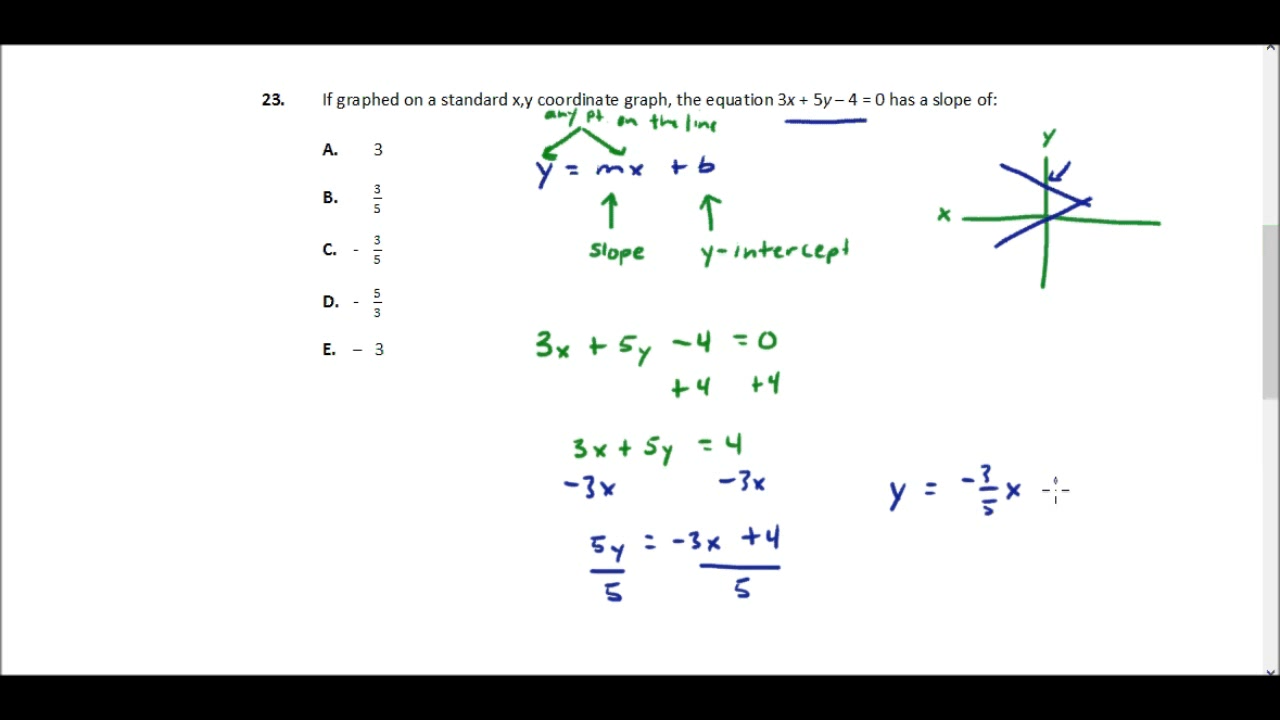 23. If graphed on a standard x,y coordinate graph, the equation 3x + 5y – 4 = 0 has a slope of:
any pt. on the line
A. 3
y = mx + b
B. 3/5
slope
y-intercept
C. - 3/5
D. - 5/3
E. – 3
y
x
3x + 5y - 4 = 0
+4 +4
3x + 5y = 4
-3x -3x
5y/5 = -3x +4/5
y = -3/5 x